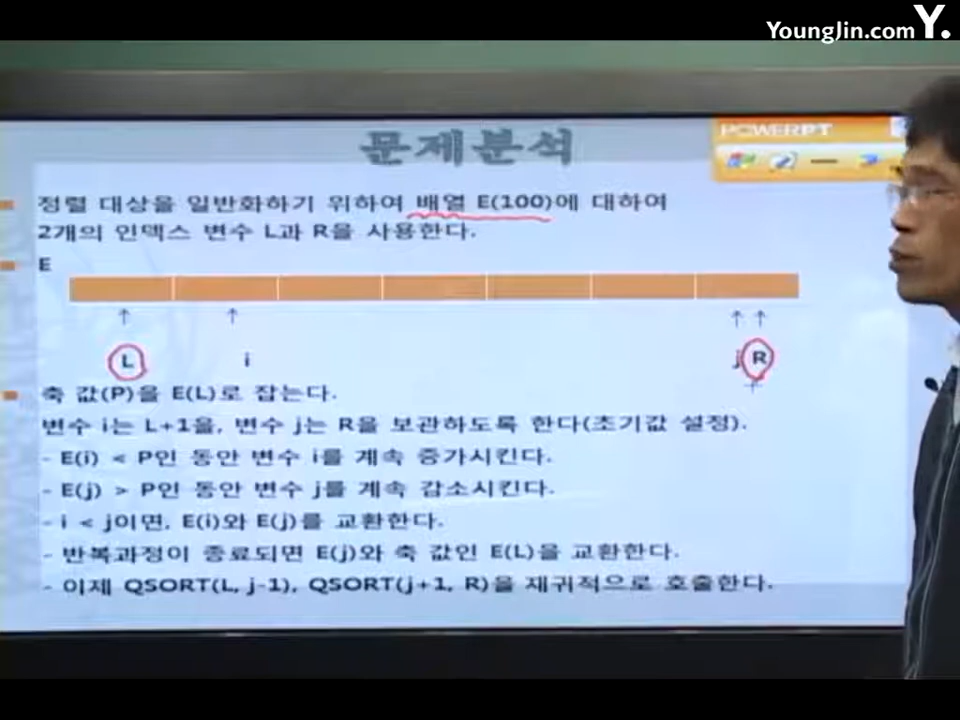 YoungJin.com Y.
문제분석
POWERPT
정렬 대상을 일반화하기 위하여 배열 E(100)에 대하여
2개의 인덱스 변수 L과 R을 사용한다.
E
↑ ↑ ↑ ↑
L i j R
축 값(P)을 E(L)로 잡는다.
변수 i는 L+1을, 변수 j는 R을 보관하도록 한다(초기값 설정).
- E(i) < P인 동안 변수 i를 계속 증가시킨다.
- E(j) > P인 동안 변수 j를 계속 감소시킨다.
- i < j이면, E(i)와 E(j)를 교환한다.
- 반복과정이 종료되면 E(j)와 축 값인 E(L)을 교환한다.
- 이제 QSORT(L, j-1), QSORT(j+1, R)을 재귀적으로 호출한다.